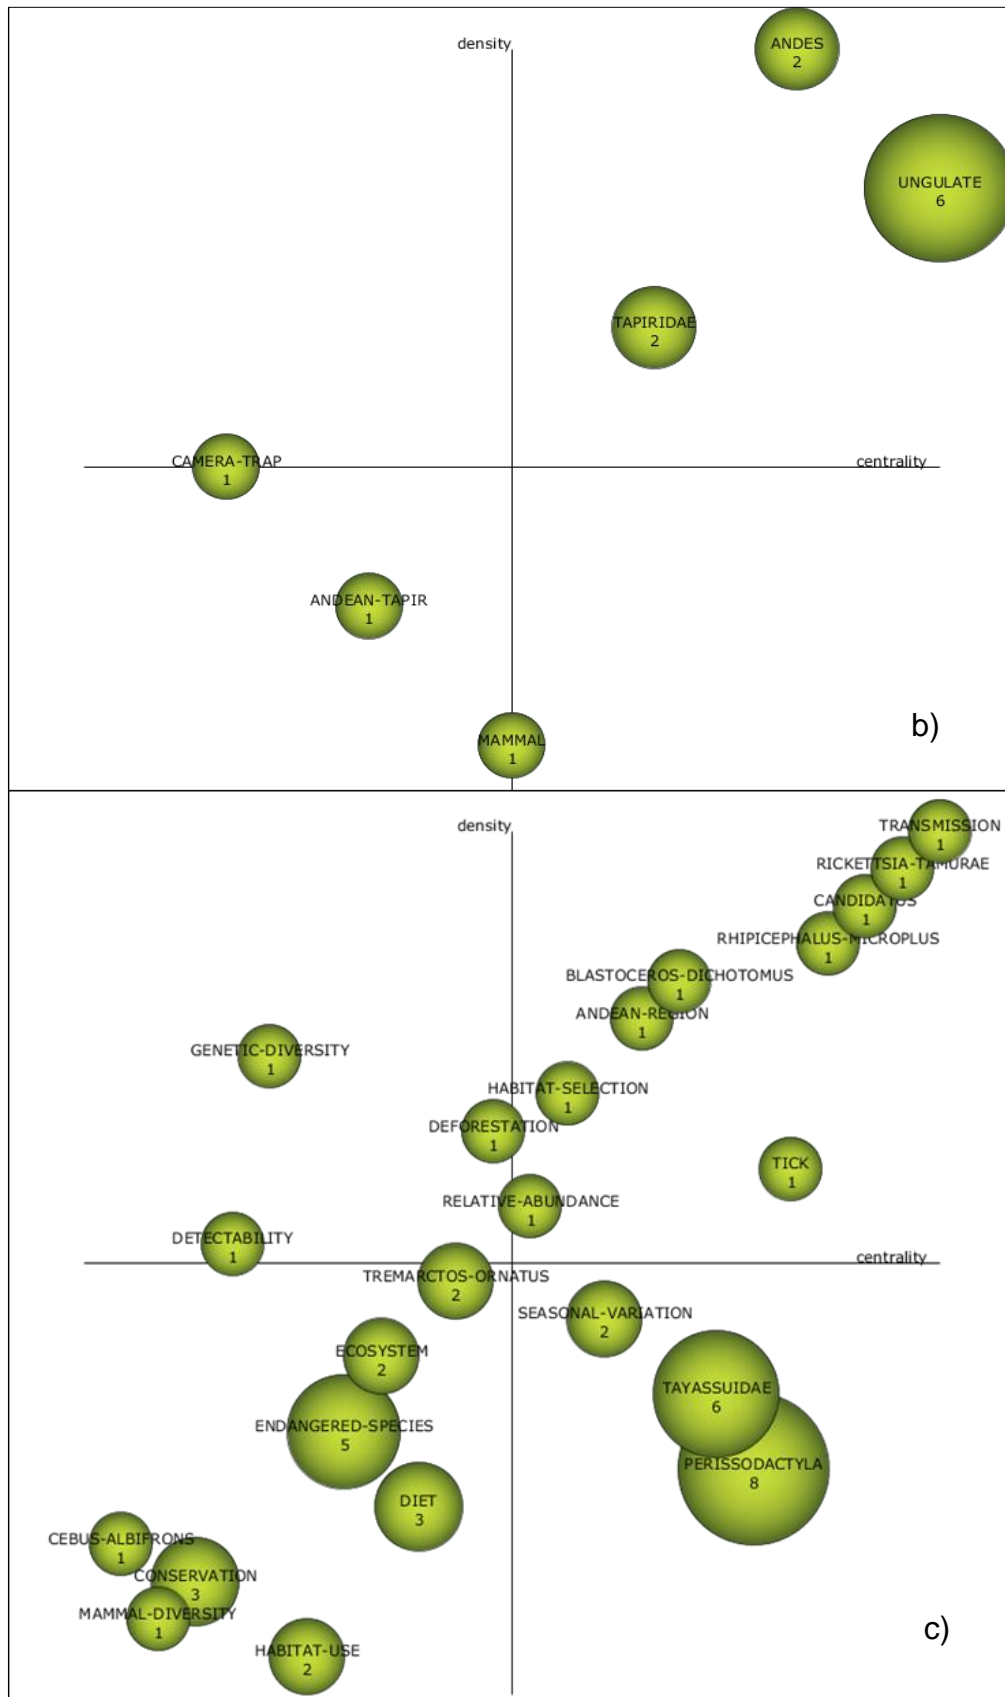 density
ANDES
2
UNGULATE
6
TAPIRIDAE
2
CAMERA-TRAP
1
centrality
ANDEAN-TAPIR
1
MAMMAL
1
b)
density
TRANSMISSION
1
RICKETTSIA-TAMURAE
1
CANDIDATUS
1
RHIPICEPHALUS-MICROPLUS
1
BLASTOCEROS-DICHOTOMUS
1
ANDEAN-REGION
1
GENETIC-DIVERSITY
1
HABITAT-SELECTION
1
DEFORESTATION
1
TICK
1
RELATIVE-ABUNDANCE
1
DETECTABILITY
1
centrality
TREMARCTOS-ORNATUS
2
SEASONAL-VARIATION
2
ECOSYSTEM
2
TAYASSUIDAE
6
ENDANGERED-SPECIES
5
PERISSODACTYLA
8
DIET
3
CEBUS-ALBIFRONS
1
CONSERVATION
3
MAMMAL-DIVERSITY
1
c)
HABITAT-USE
2